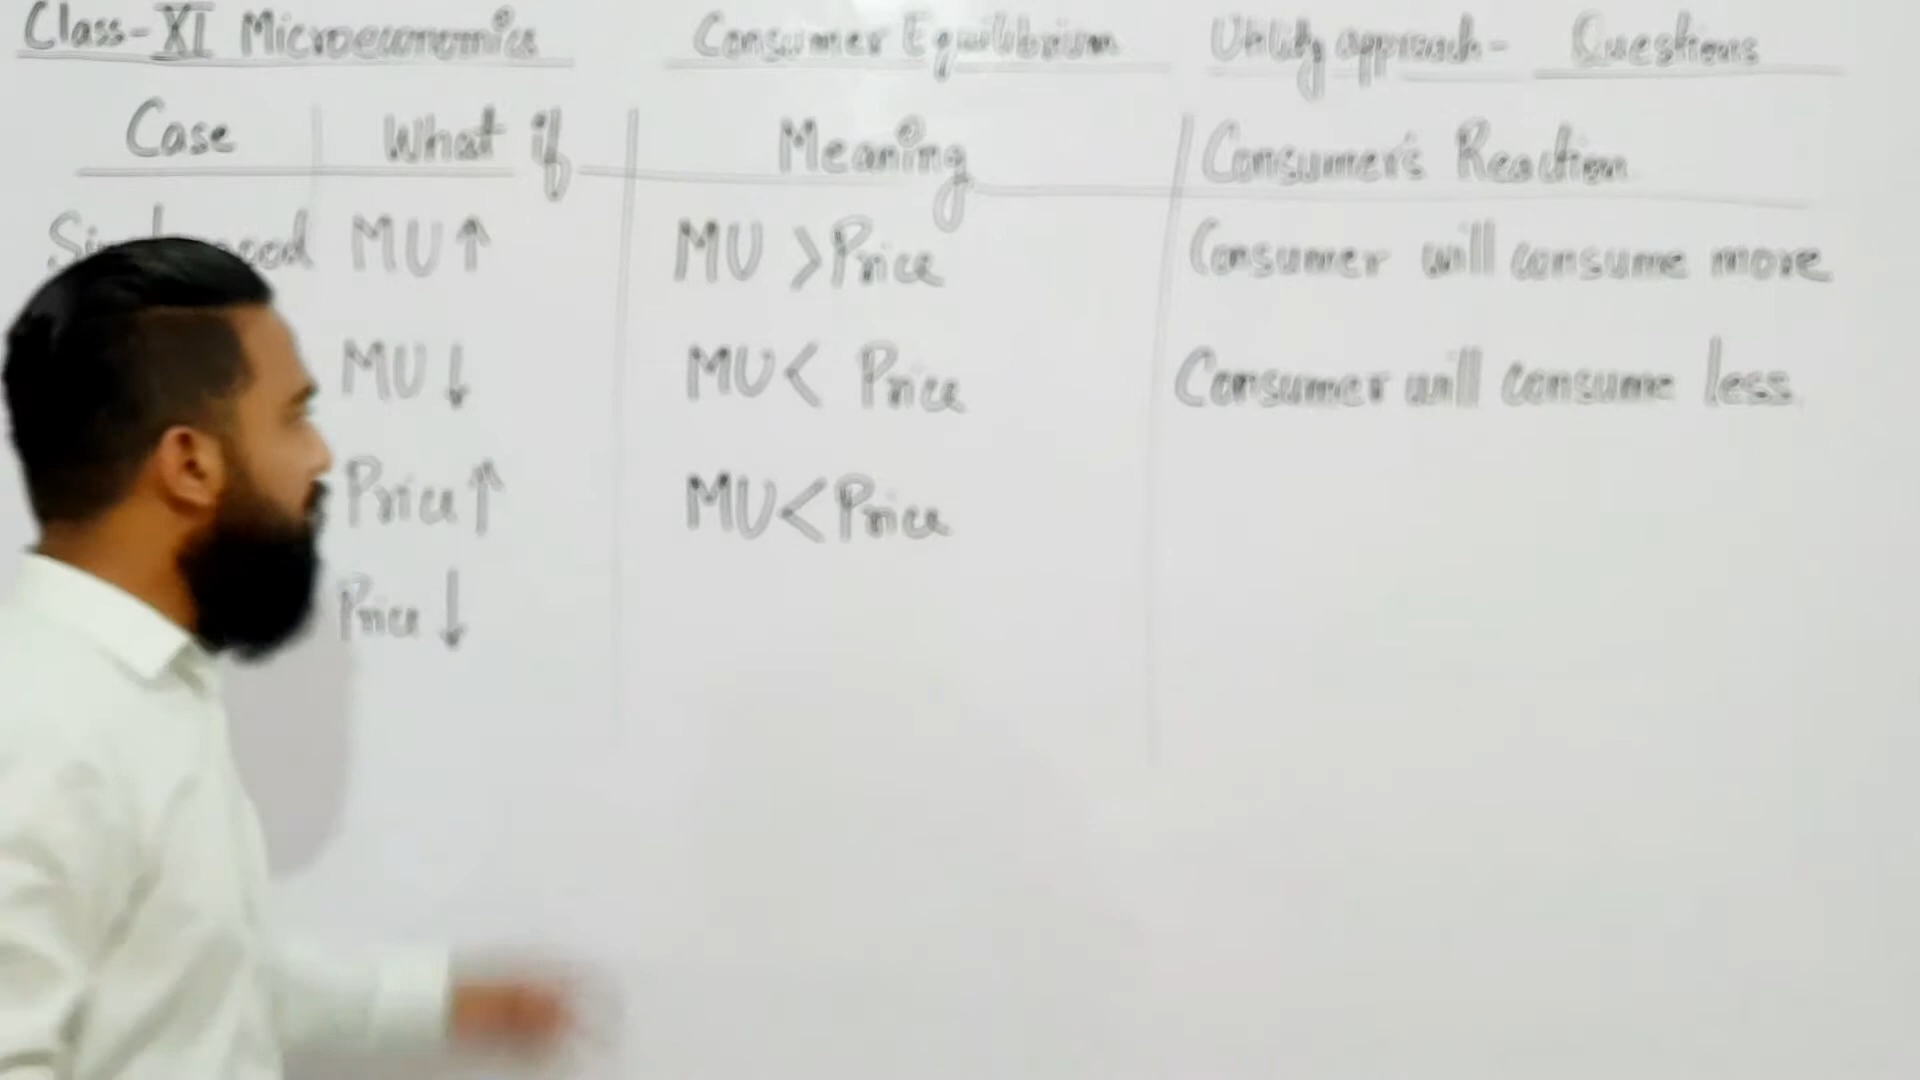 Class-XI Microeconomics Consumer Equilibrium Utility approach- Questions
Case What if Meaning Consumer's Reaction
good MU↑ MU >Price Consumer will consume more
MU↓ MU< Price Consumer will consume less
Price↑ MU<Price
Price↓